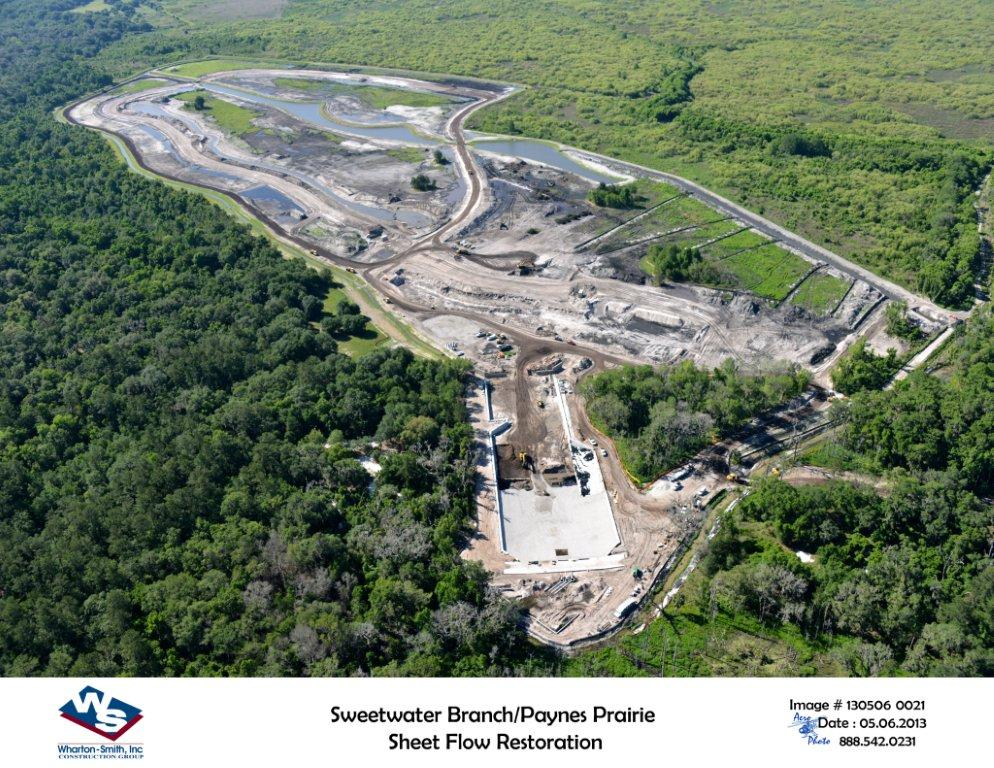 WS
Wharton-Smith, Inc
CONSTRUCTION GROUP
Sweetwater Branch/Paynes Prairie
Sheet Flow Restoration
Image # 130506 0021
Aero Photo
Date : 05.06.2013
888.542.0231